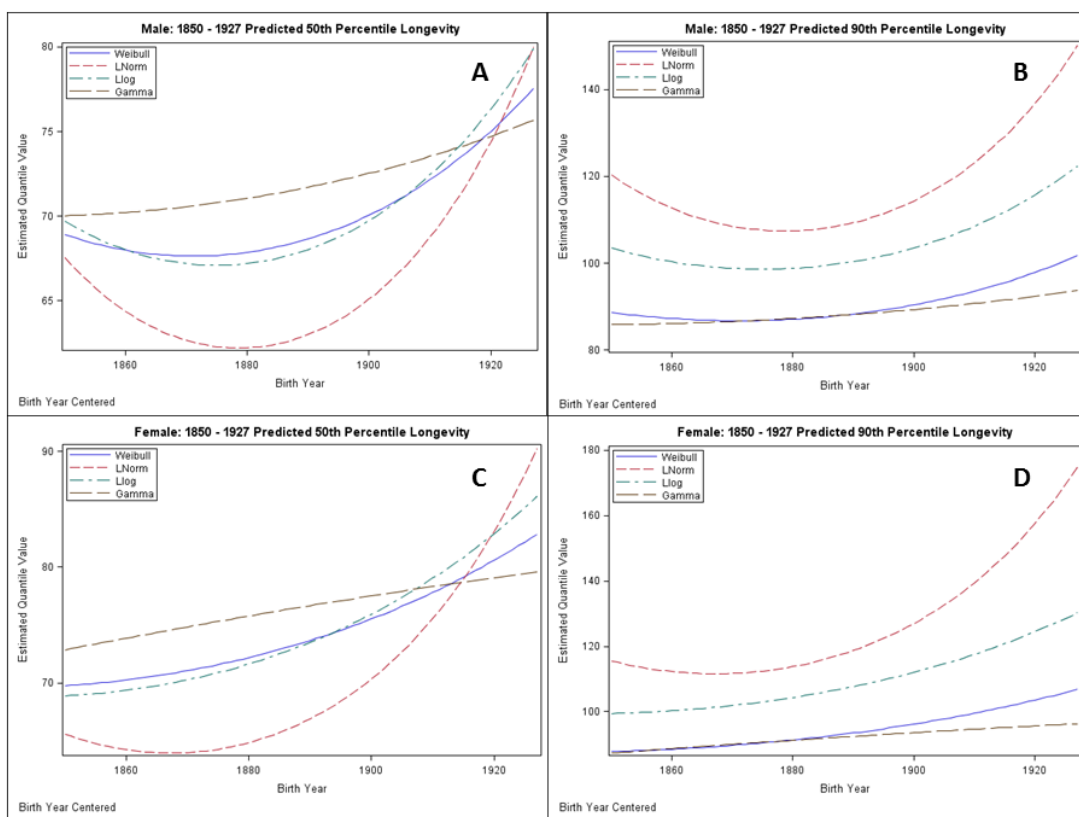 Male: 1850 - 1927 Predicted 50th Percentile Longevity
80
75
70
65
Estimated Quantile Value
Weibull
LNorm
Llog
Gamma
A
1860 1880 1900 1920
Birth Year
Birth Year Centered
Male: 1850 - 1927 Predicted 90th Percentile Longevity
140
120
100
80
Estimated Quantile Value
Weibull
LNorm
Llog
Gamma
B
1860 1880 1900 1920
Birth Year
Birth Year Centered
Female: 1850 - 1927 Predicted 50th Percentile Longevity
90
80
70
Estimated Quantile Value
Weibull
LNorm
Llog
Gamma
C
1860 1880 1900 1920
Birth Year
Birth Year Centered
Female: 1850 - 1927 Predicted 90th Percentile Longevity
180
160
140
120
100
Estimated Quantile Value
Weibull
LNorm
Llog
Gamma
D
1860 1880 1900 1920
Birth Year
Birth Year Centered